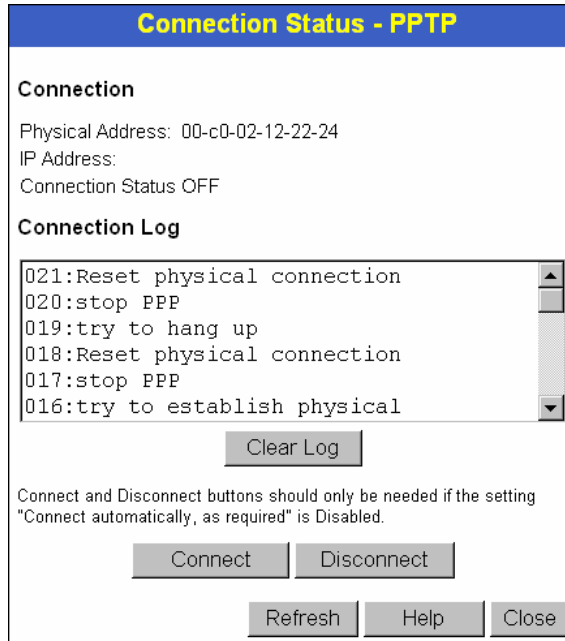 Connection Status - PPTP
Connection
Physical Address: 00-c0-02-12-22-24
IP Address:
Connection Status OFF
Connection Log
021:Reset physical connection
020:stop PPP
019:try to hang up
018:Reset physical connection
017:stop PPP
016:try to establish physical
Clear Log
Connect and Disconnect buttons should only be needed if the setting
"Connect automatically, as required" is Disabled.
Connect Disconnect
Refresh Help Close